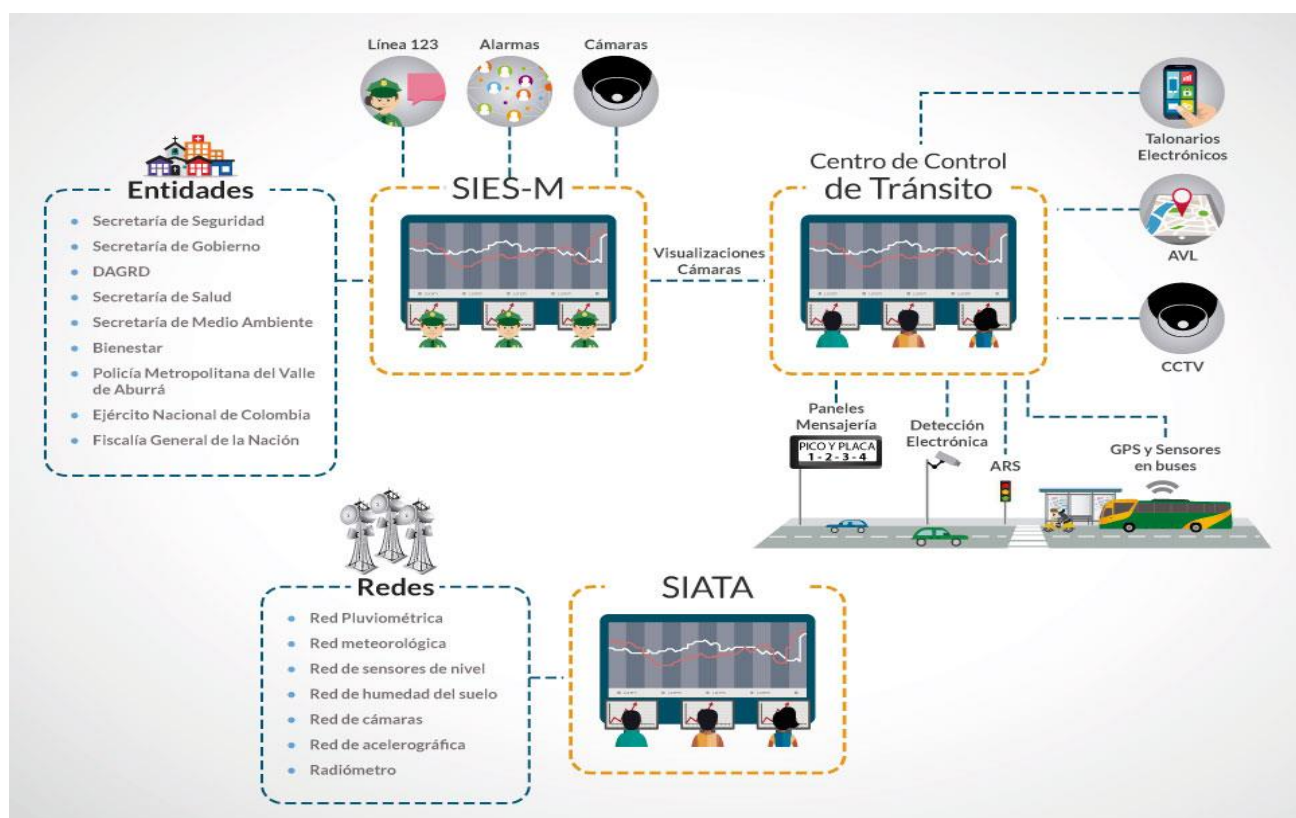 Línea 123
Alarmas
Cámaras
Entidades
Secretaría de Seguridad
Secretaría de Gobierno
DAGRD
Secretaría de Salud
Secretaría de Medio Ambiente
Bienestar
Policía Metropolitana del Valle
de Aburrá
Ejército Nacional de Colombia
Fiscalía General de la Nación
SIES-M
Visualizaciones
Cámaras
Centro de Control
de Tránsito
Talonarios
Electrónicos
AVL
CCTV
Paneles
Mensajería
PICO Y PLACA
1 - 2 - 3 - 4
Detección
Electrónica
ARS
GPS y Sensores
en buses
Redes
Red Pluviométrica
Red meteorológica
Red de sensores de nivel
Red de humedad del suelo
Red de cámaras
Red de acelerográfica
Radiómetro
SIATA